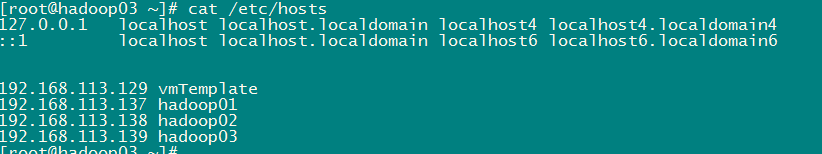 [root@hadoop03 ~]# cat /etc/hosts
127.0.0.1   localhost localhost.localdomain localhost4 localhost4.localdomain4
::1         localhost localhost.localdomain localhost6 localhost6.localdomain6
192.168.113.129 vmTemplate
192.168.113.137 hadoop01
192.168.113.138 hadoop02
192.168.113.139 hadoop03
[root@hadoop03 ~]#